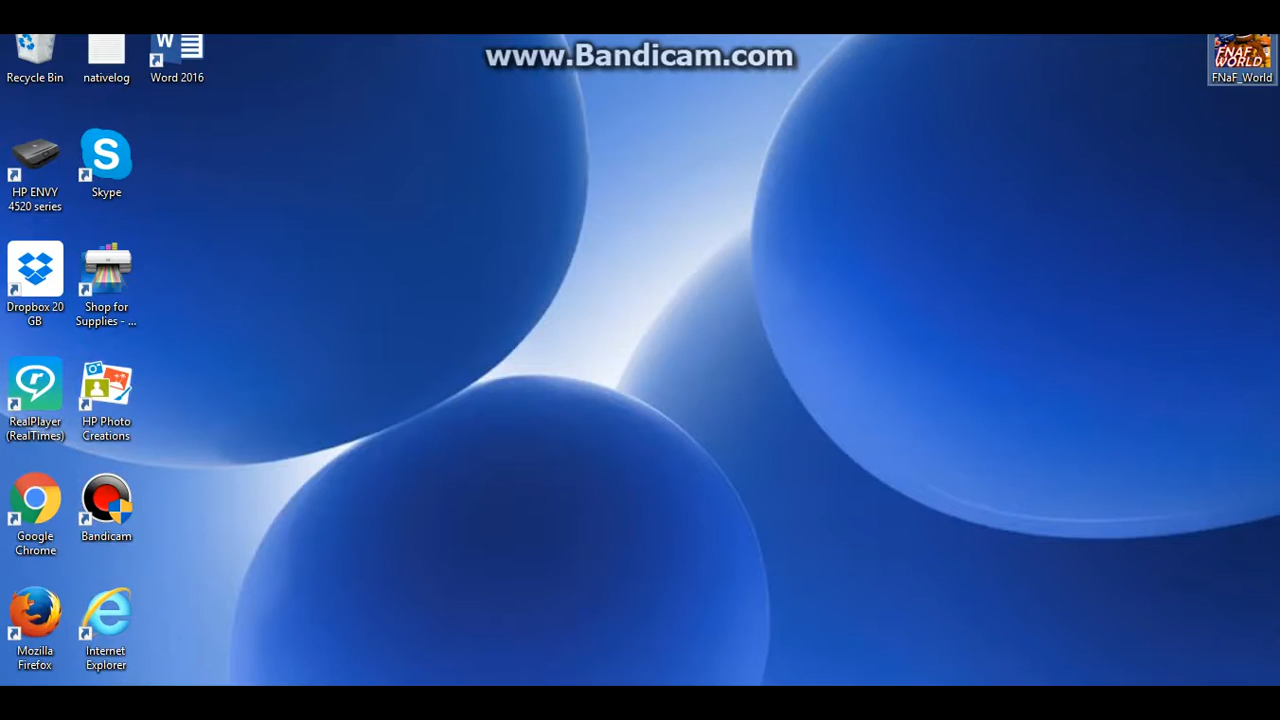 www.Bandicam.com
W
FNAF
WORLD
Recycle Bin
nativelog
Word 2016
FNaF_World
S
HP ENVY
4520 series
Skype
Dropbox 20
GB
Shop for
Supplies - ...
RealPlayer
(RealTimes)
HP Photo
Creations
Google
Chrome
Bandicam
Mozilla
Firefox
Internet
Explorer